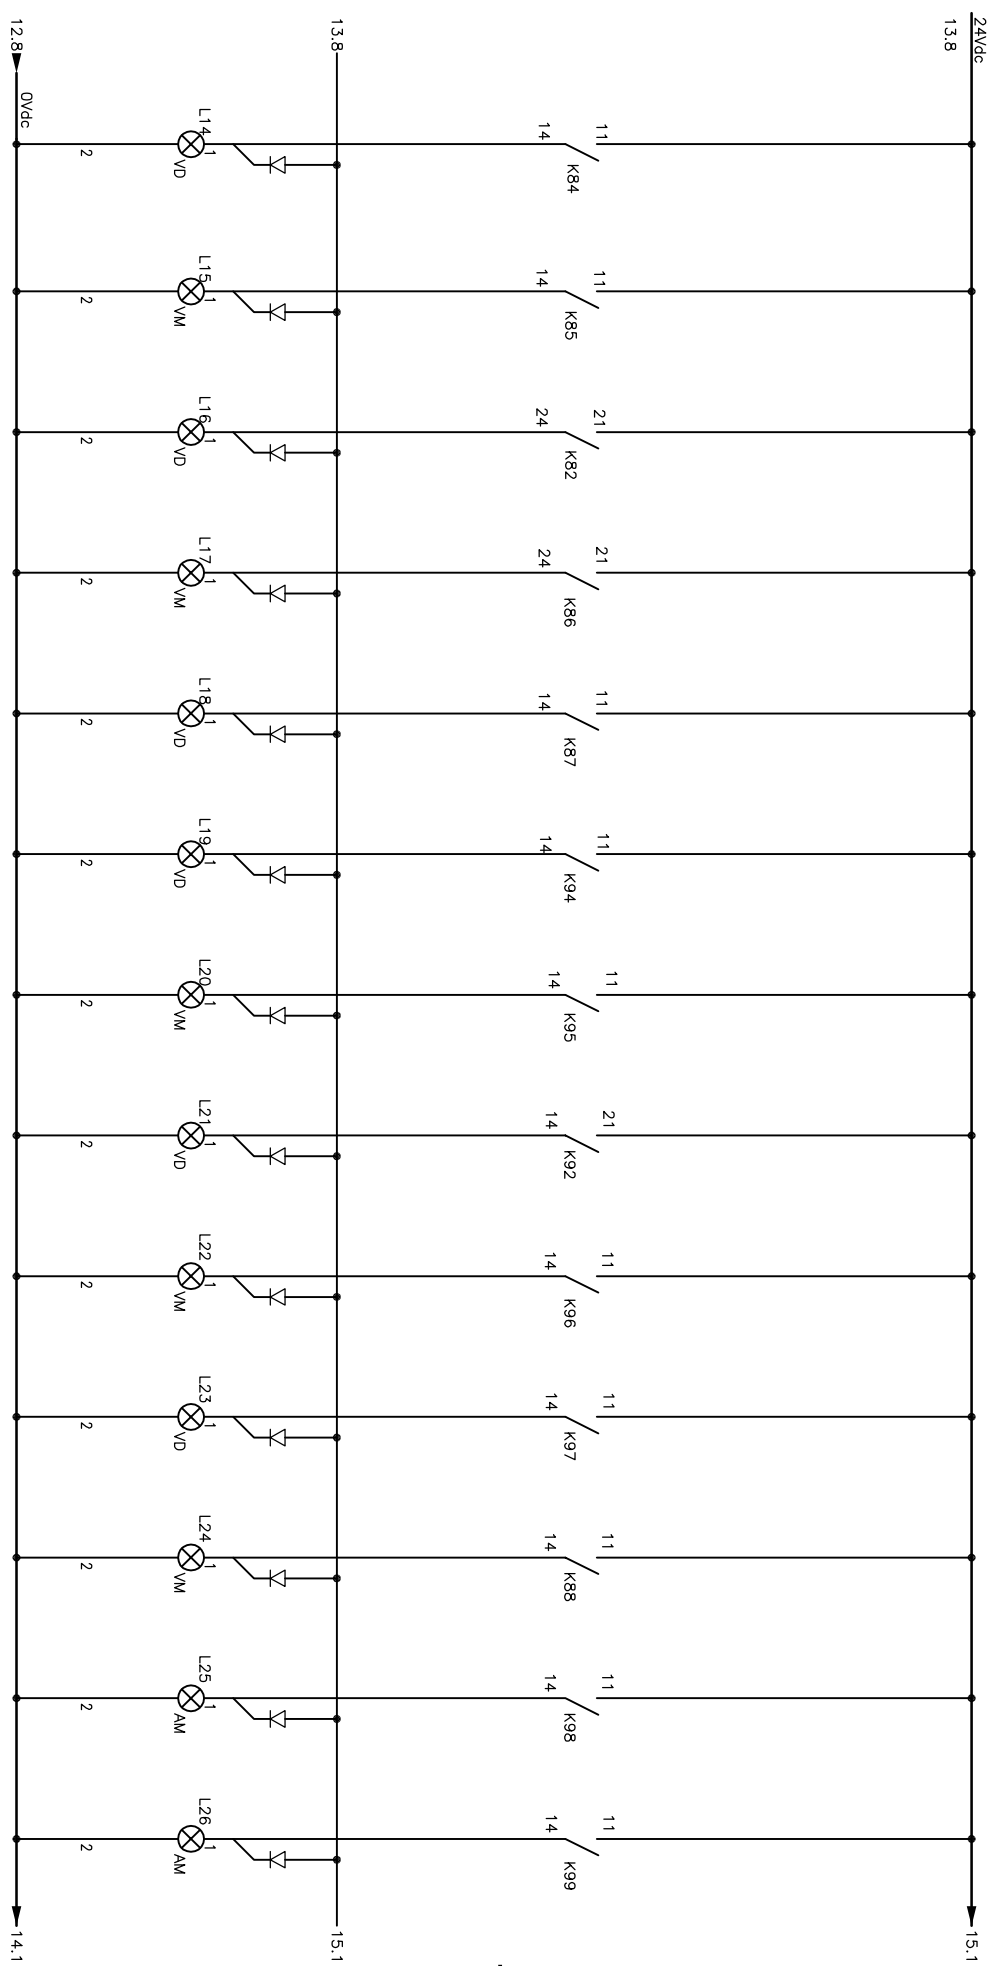 24Vdc
13.8
13.8
12.8
0Vdc
L14
1
VD
2
14
11
K84
L15
1
VM
2
14
11
K85
L16
1
VD
2
24
21
K82
L17
1
VM
2
24
21
K86
L18
1
VD
2
14
11
K87
L19
1
VD
2
14
11
K94
L20
1
VM
2
14
11
K95
L21
1
VD
2
14
21
K92
L22
1
VM
2
14
11
K96
L23
1
VD
2
14
11
K97
L24
1
VM
2
14
11
K88
L25
1
AM
2
14
11
K98
L26
1
AM
2
14
11
K99
15.1
15.1
14.1